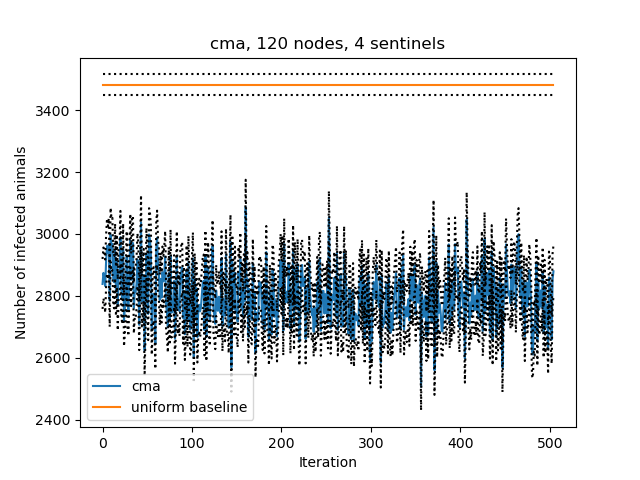 cma, 120 nodes, 4 sentinels
Number of infected animals
3400
3200
3000
2800
2600
2400
cma
uniform baseline
0 100 200 300 400 500
Iteration